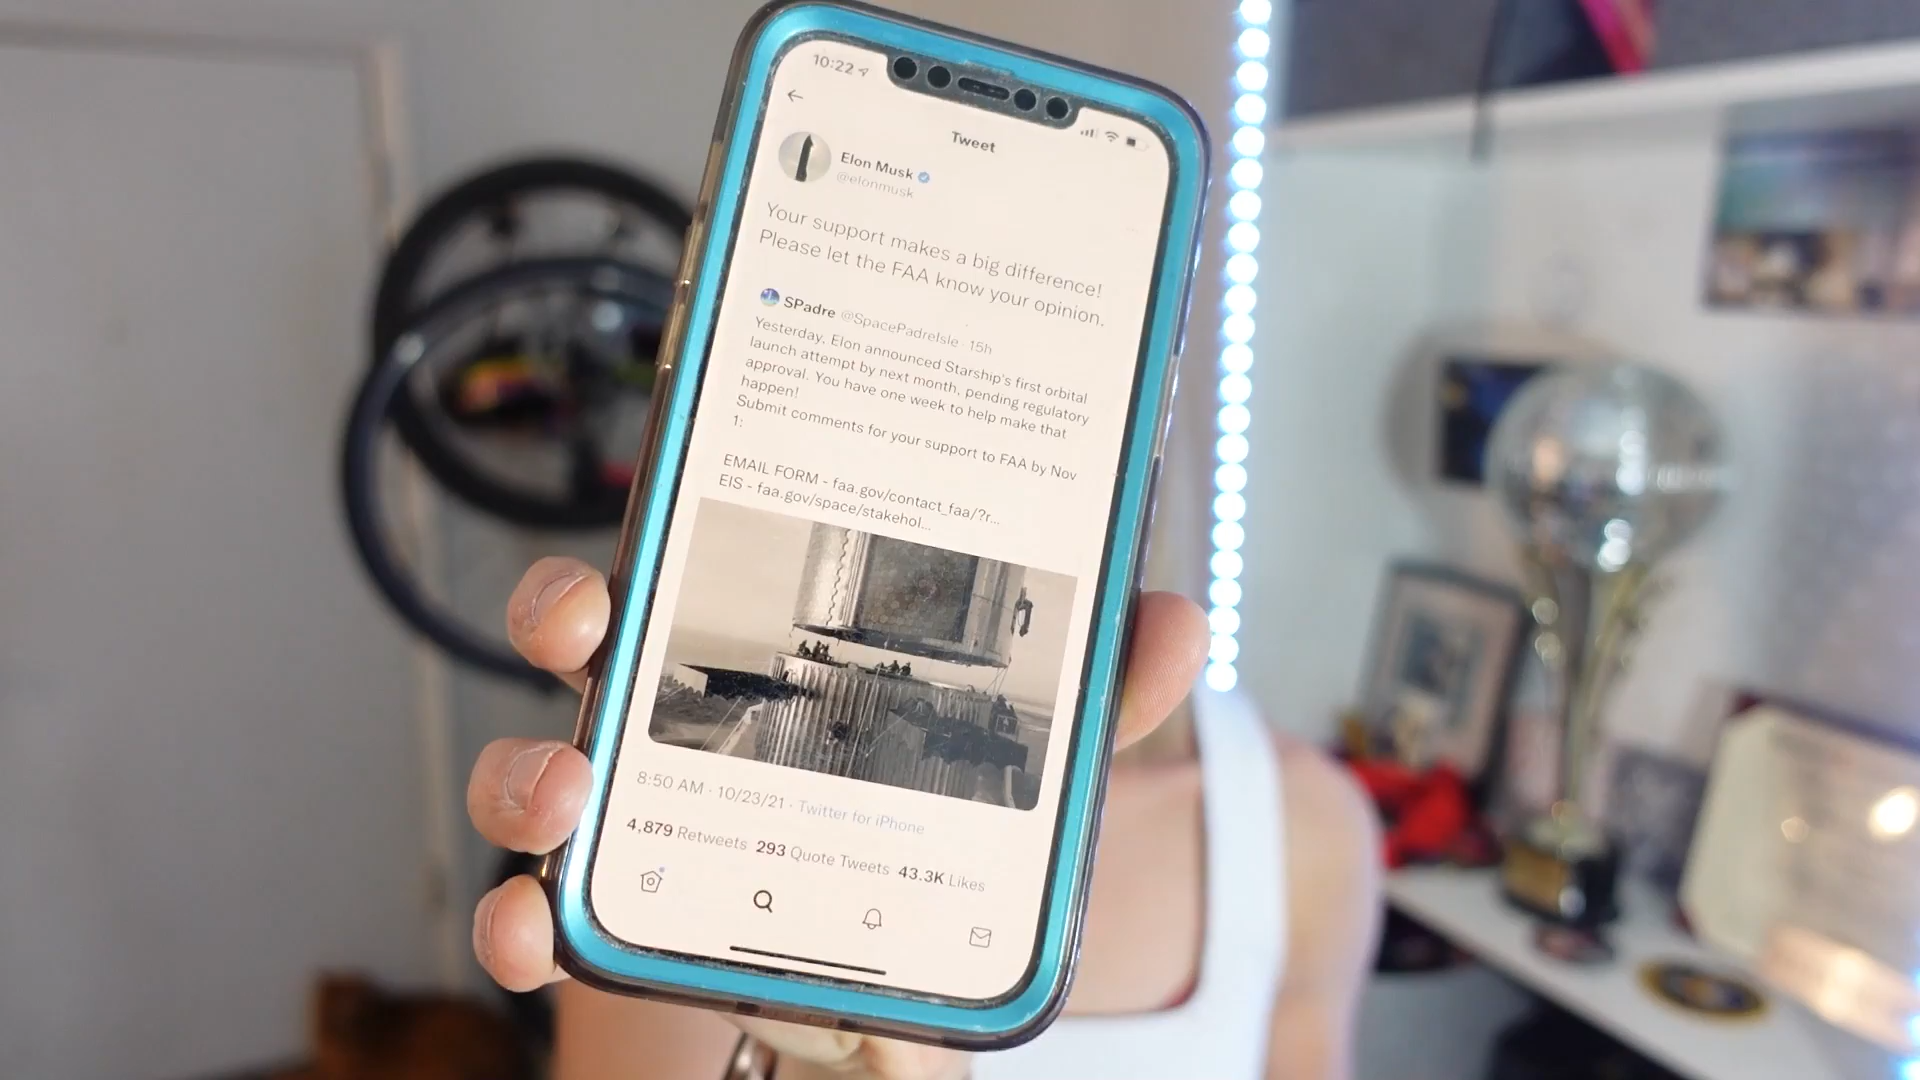 10:22
Tweet
Elon Musk
@elonmusk
Your support makes a big difference!
Please let the FAA know your opinion.
SPadre @SpacePadreIsle · 15h
Yesterday, Elon announced Starship's first orbital
launch attempt by next month, pending regulatory
approval. You have one week to help make that
happen!
Submit comments for your support to FAA by Nov
1:
EMAIL FORM - faa.gov/contact_faa/?r...
EIS - faa.gov/space/stakehol...
8:50 AM · 10/23/21 · Twitter for iPhone
4,879 Retweets 293 Quote Tweets 43.3K Likes